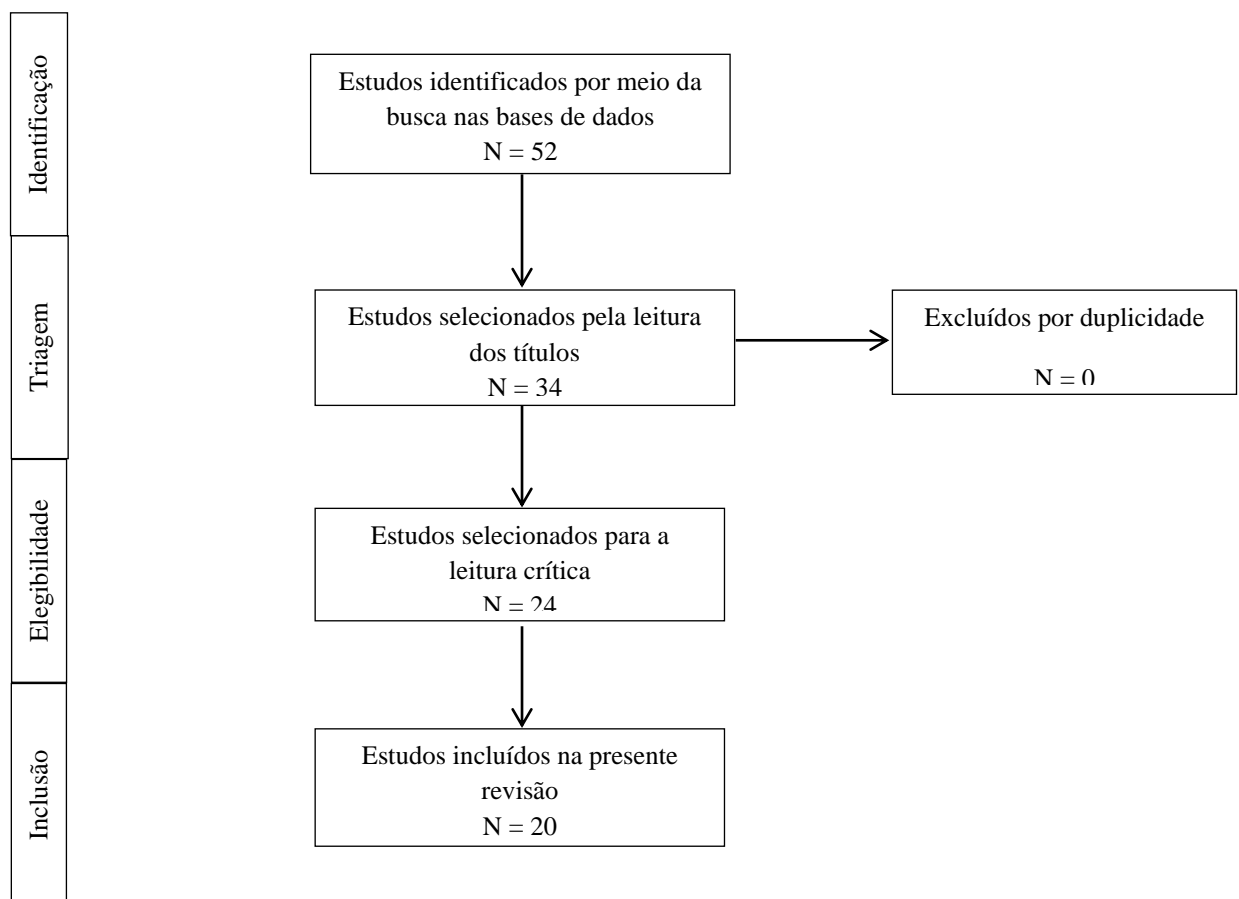 Identificação
Estudos identificados por meio da
busca nas bases de dados
N = 52
Triagem
Estudos selecionados pela leitura
dos títulos
N = 34
Excluídos por duplicidade
N = 0
Elegibilidade
Estudos selecionados para a
leitura crítica
N = 24
Inclusão
Estudos incluídos na presente
revisão
N = 20